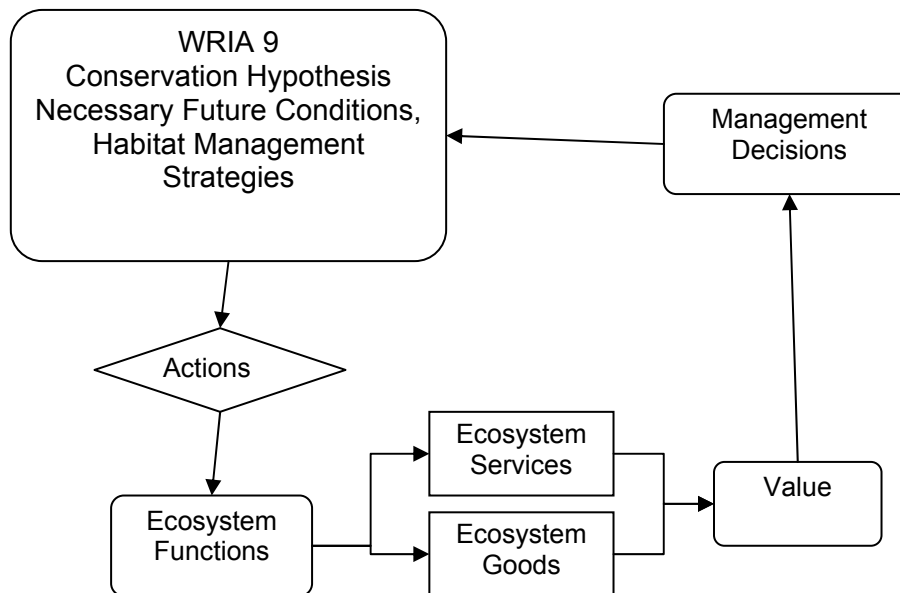 WRIA 9
Conservation Hypothesis
Necessary Future Conditions,
Habitat Management
Strategies
Management
Decisions
Actions
Ecosystem
Services
Value
Ecosystem
Functions
Ecosystem
Goods